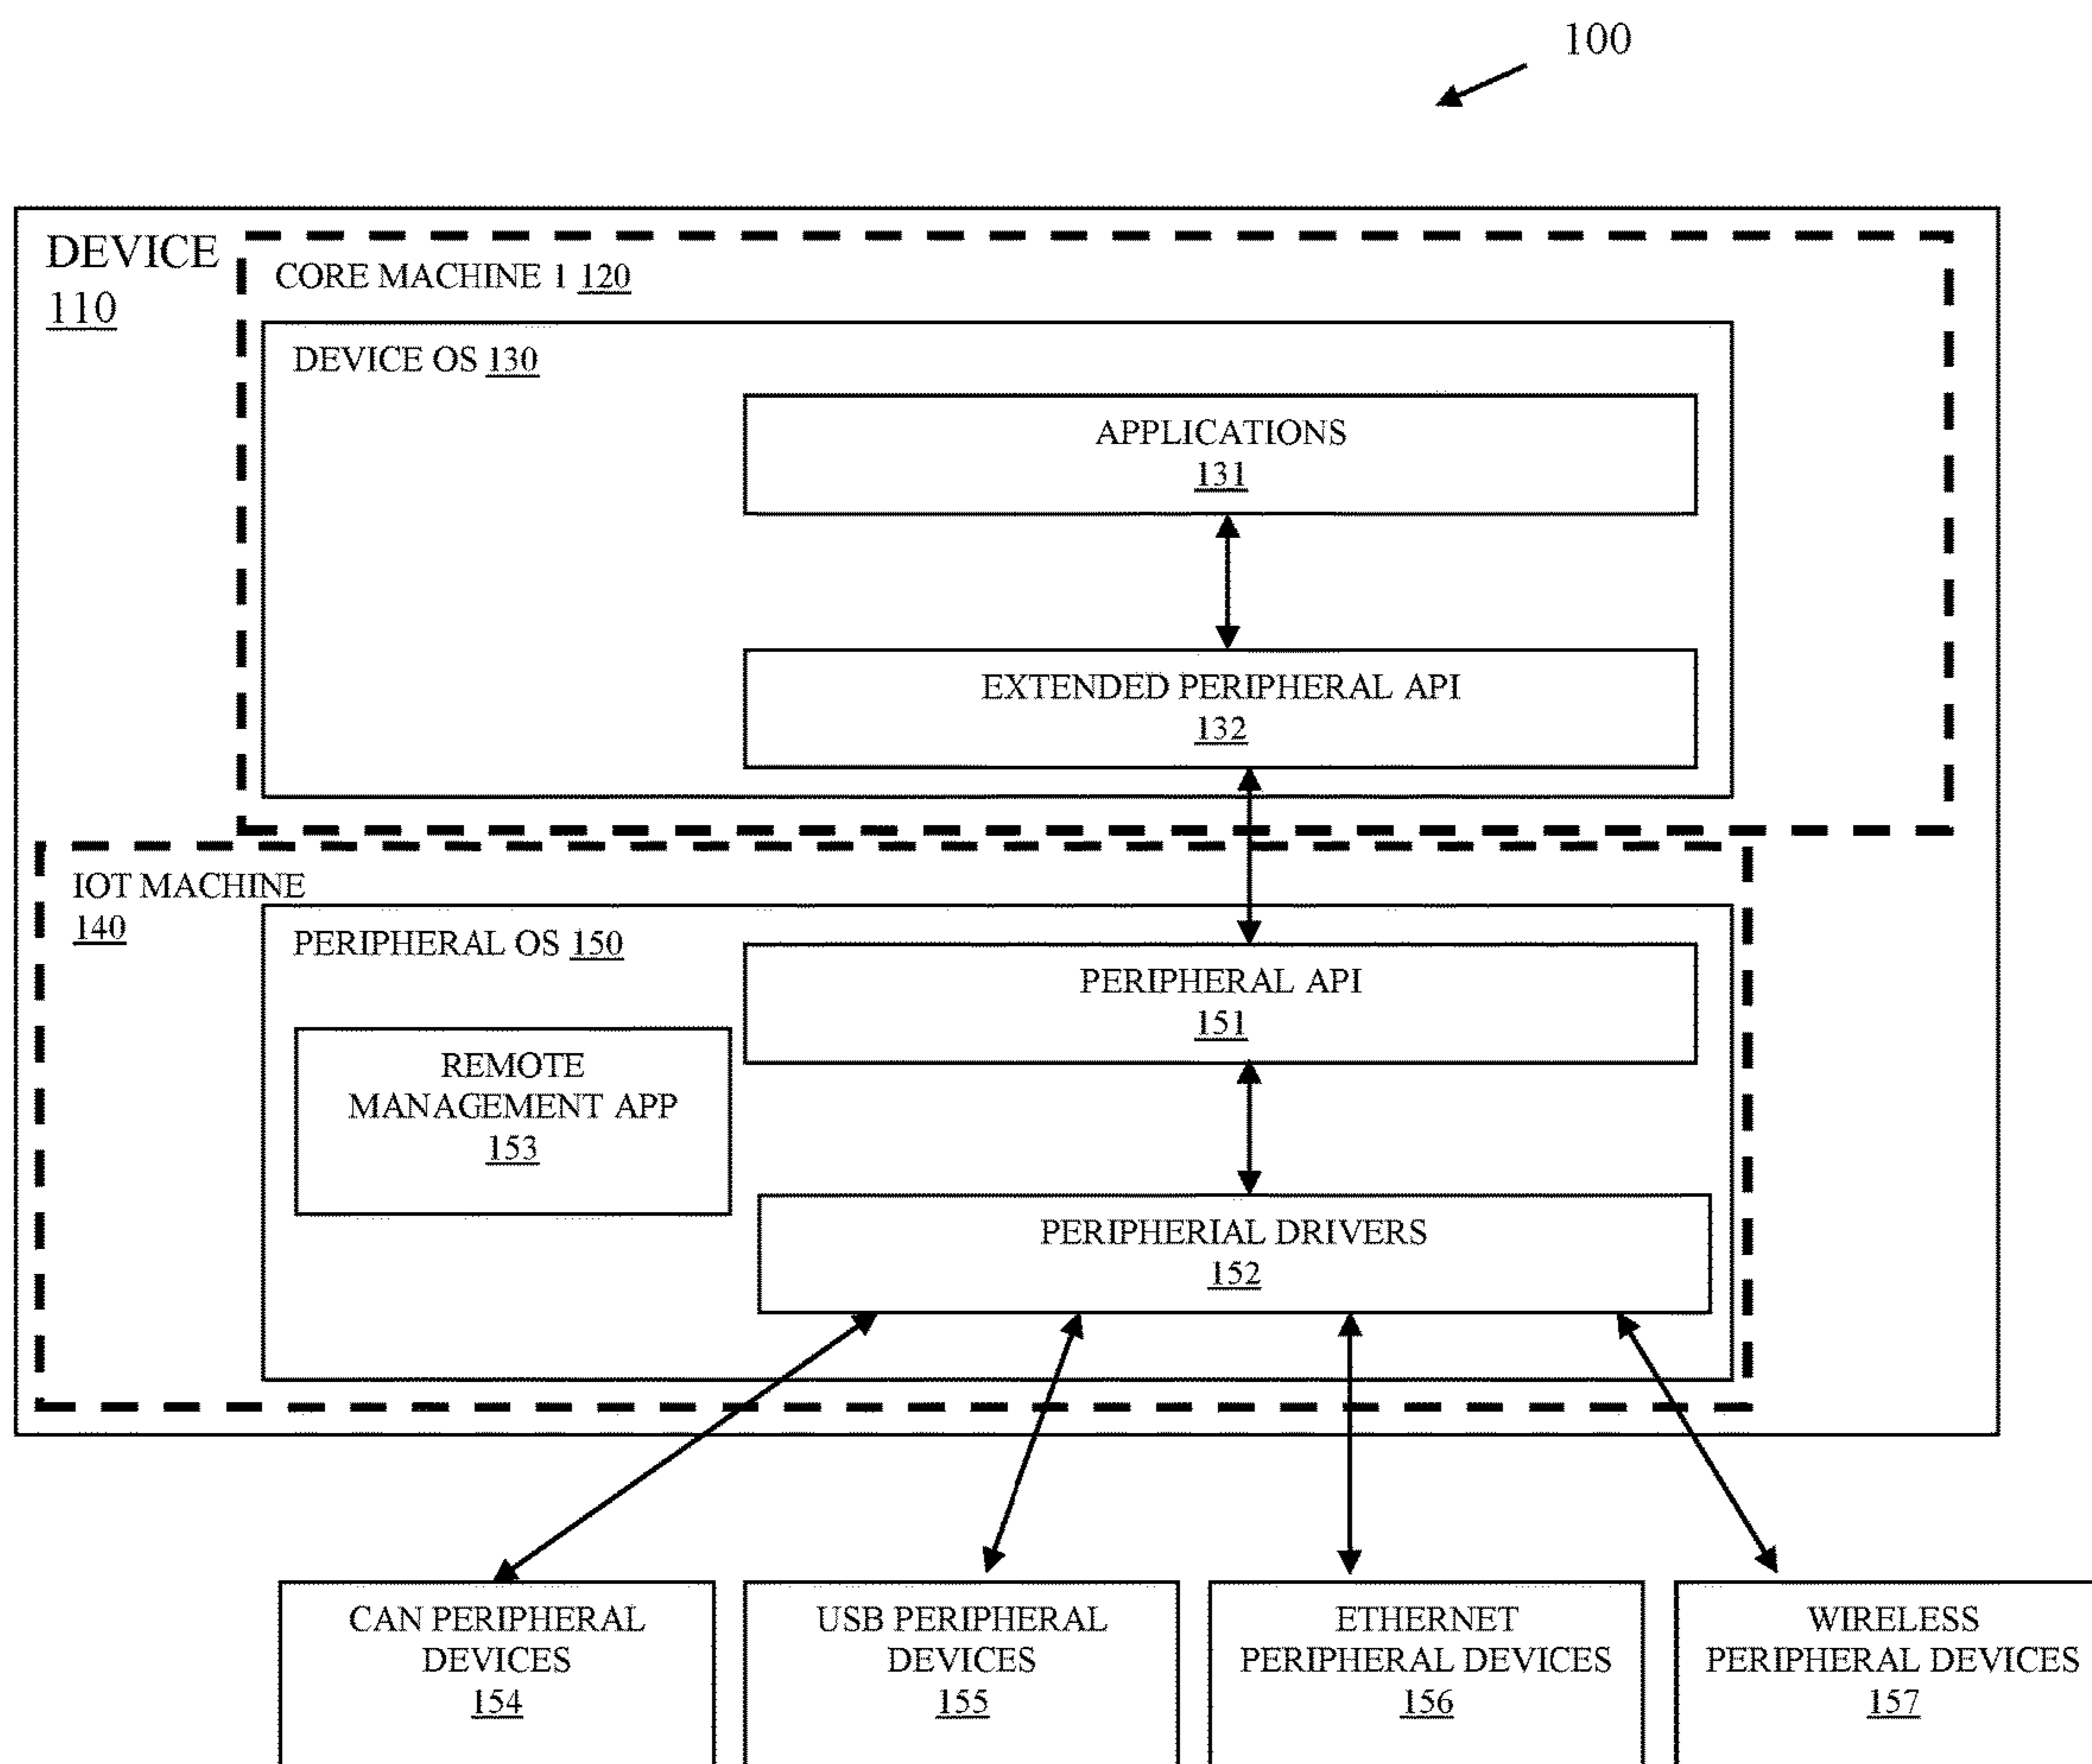 100
DEVICE
110
CORE MACHINE 1 120
DEVICE OS 130
APPLICATIONS
131
EXTENDED PERIPHERAL API
132
IOT MACHINE
140
PERIPHERAL OS 150
PERIPHERAL API
151
REMOTE
MANAGEMENT APP
153
PERIPHERIAL DRIVERS
152
CAN PERIPHERAL
DEVICES
154
USB PERIPHERAL
DEVICES
155
ETHERNET
PERIPHERAL DEVICES
156
WIRELESS
PERIPHERAL DEVICES
157